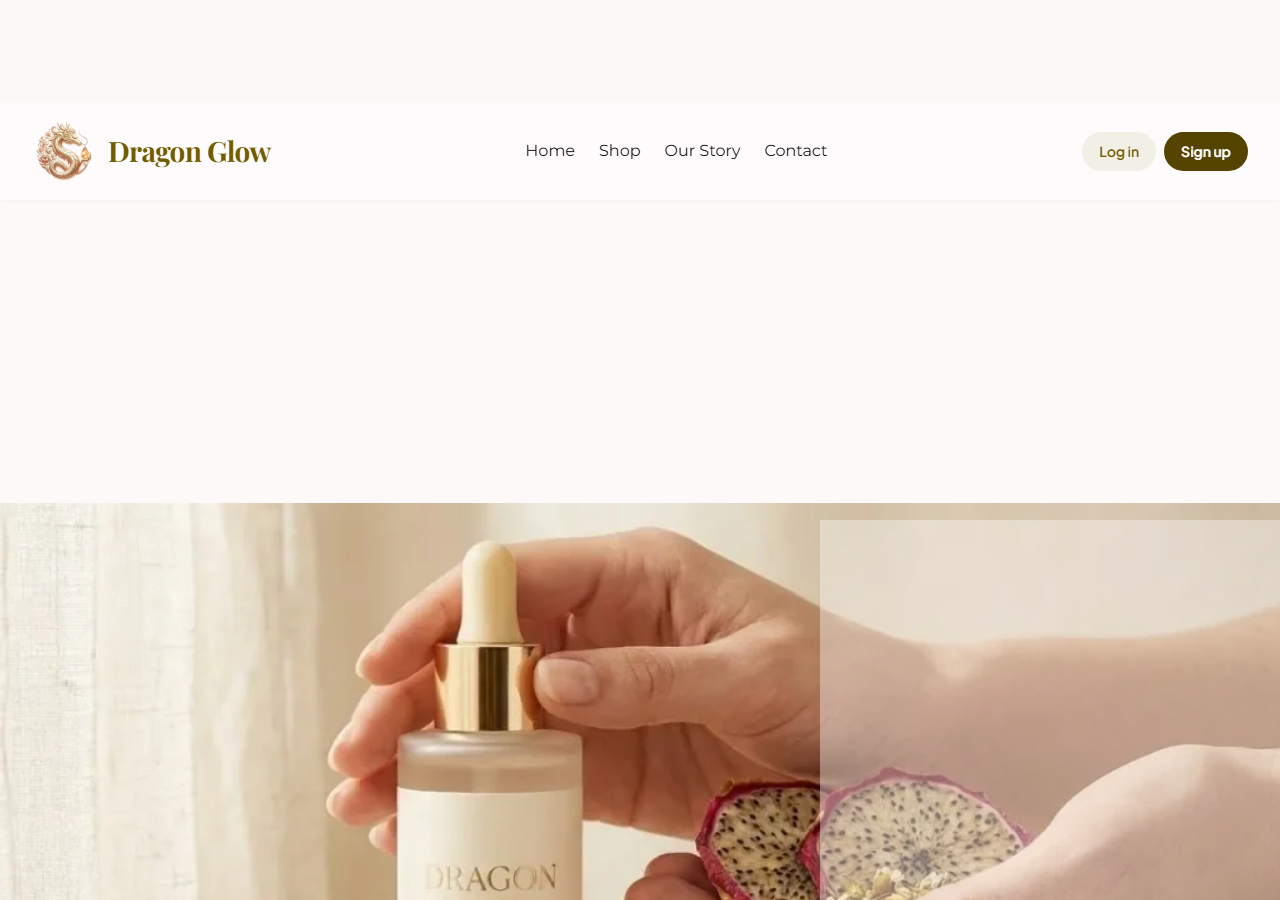 Dragon Glow
Home
Shop
Our Story
Contact
Log in
Sign up
DRAGON